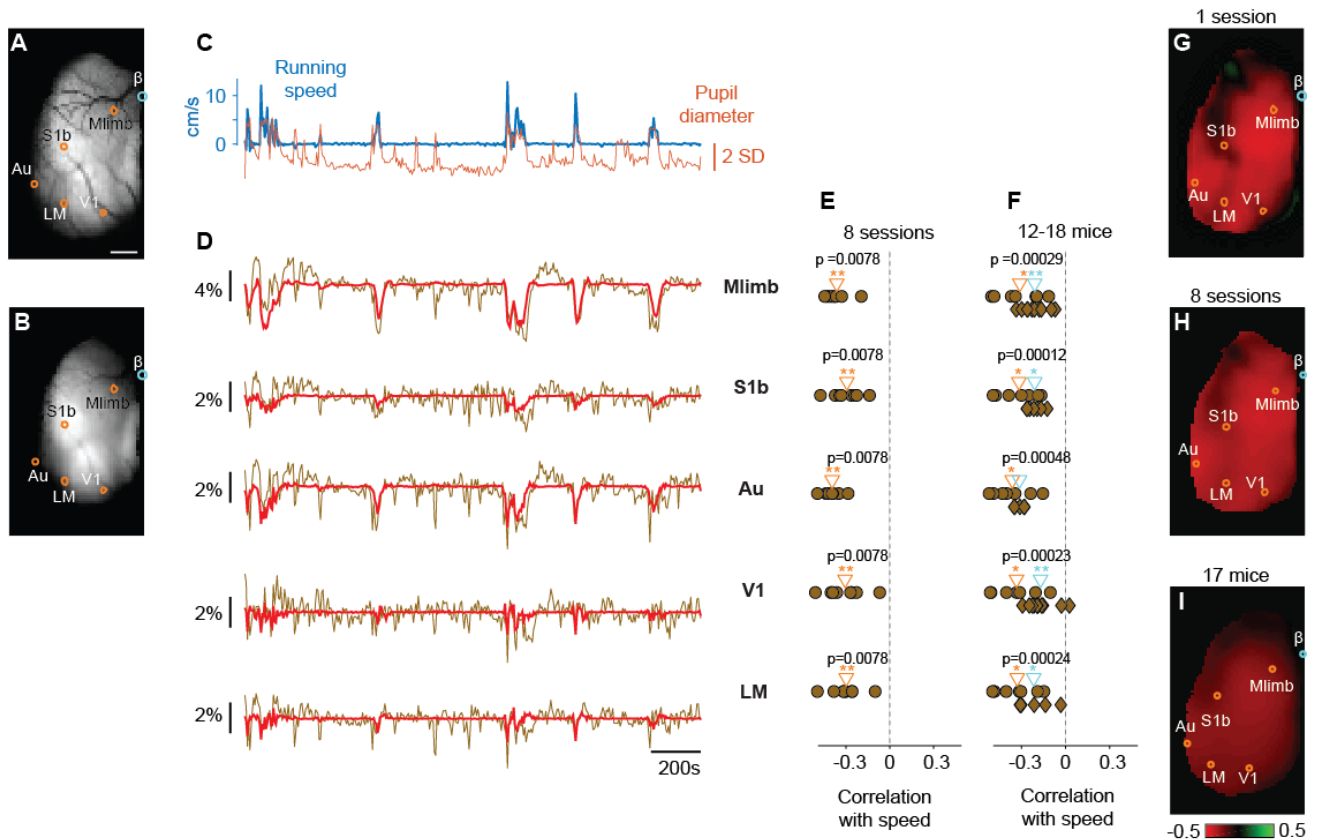 A
β
Mlimb
S1b
Au
LM
V1
B
β
Mlimb
S1b
Au
LM
V1
C
Running
speed
cm/s
10
0
Pupil
diameter
2 SD
D
4%
2%
2%
2%
2%
200s
Mlimb
S1b
Au
V1
LM
E
8 sessions
p =0.0078
**
p=0.0078
**
p=0.0078
**
p=0.0078
**
p=0.0078
**
-0.3 0 0.3
Correlation
with speed
F
12-18 mice
p =0.00029
* **
p=0.00012
* *
p=0.00048
* *
p=0.00023
* **
p=0.00024
* *
-0.3 0 0.3
Correlation
with speed
1 session
G
β
Mlimb
S1b
Au
LM
V1
8 sessions
H
β
Mlimb
S1b
Au
LM
V1
17 mice
I
β
Mlimb
S1b
Au
LM
V1
-0.5 0.5